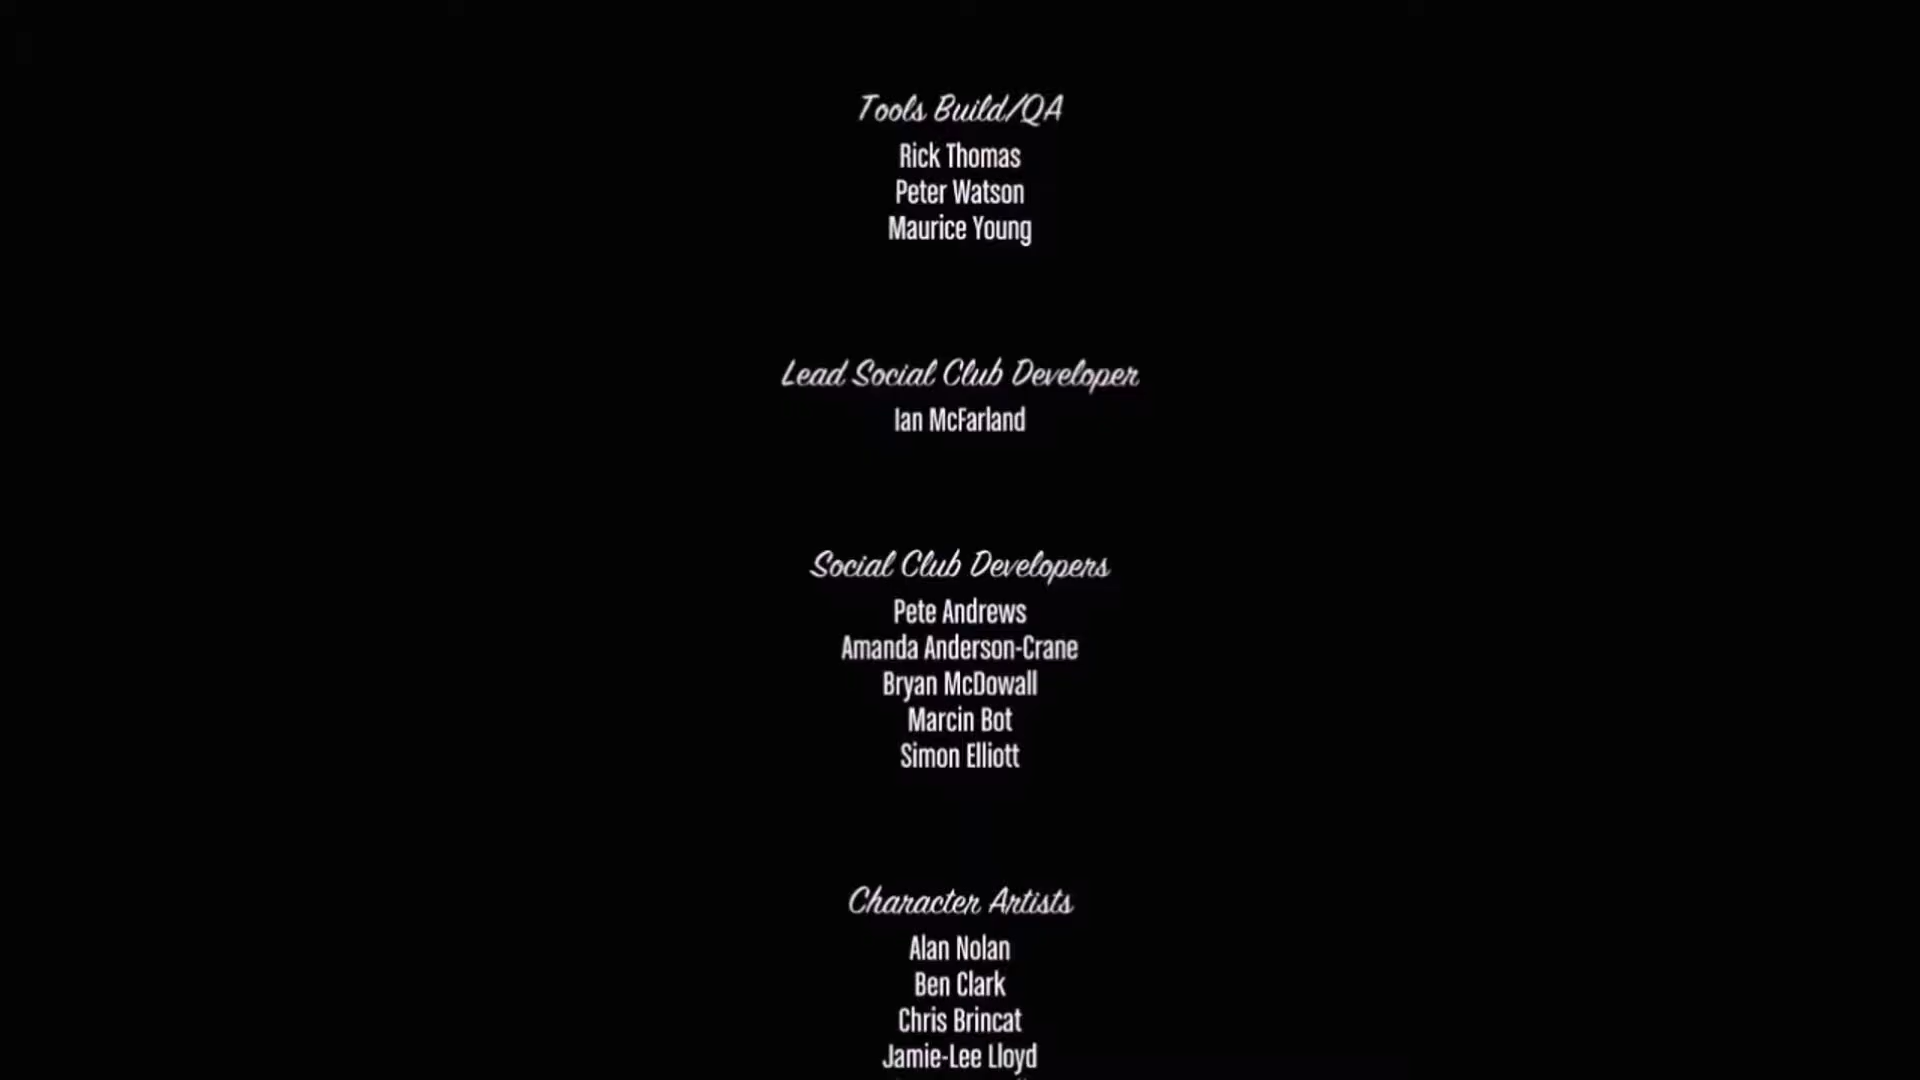 Tools Build/QA
Rick Thomas
Peter Watson
Maurice Young
Lead Social Club Developer
Ian McFarland
Social Club Developers
Pete Andrews
Amanda Anderson-Crane
Bryan McDowall
Marcin Bot
Simon Elliott
Character Artists
Alan Nolan
Ben Clark
Chris Brincat
Jamie-Lee Lloyd